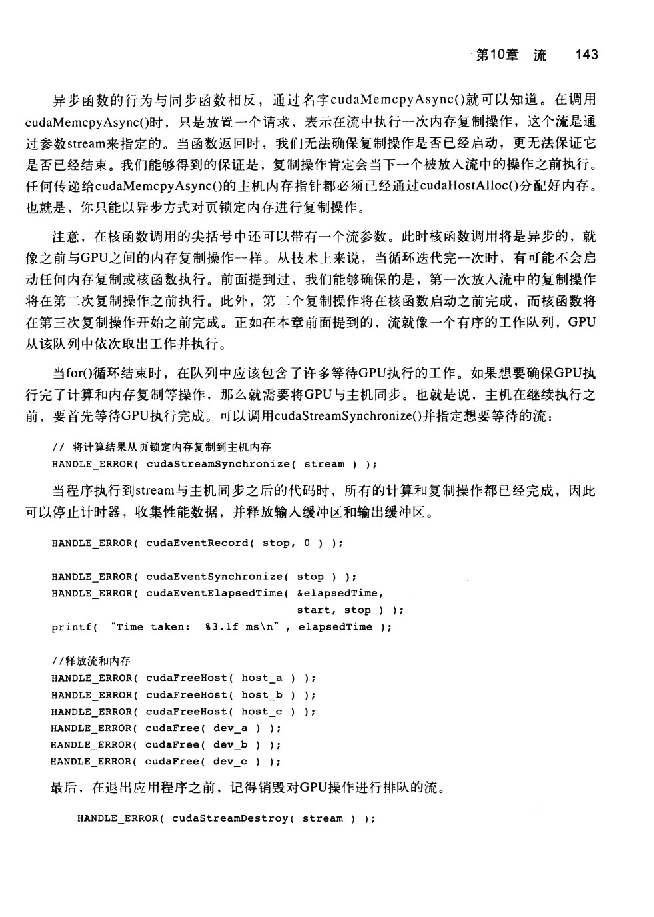 第10章 流 143
异步函数的行为与同步函数相反，通过名字cudaMemcpyAsync()就可以知道。在调用
cudaMemcpyAsync()时，只是放置一个请求，表示在流中执行一次内存复制操作，这个流是通
过参数stream来指定的。当函数返回时，我们无法确保复制操作是否已经启动，更无法保证它
是否已经结束。我们能够得到的保证是，复制操作肯定会当下一个被放入流中的操作之前执行。
任何传递给cudaMemcpyAsync()的主机内存指针都必须已经通过cudaHostAlloc()分配好内存。
也就是，你只能以异步方式对页锁定内存进行复制操作。
注意，在核函数调用的尖括号中还可以带有一个流参数。此时核函数调用将是异步的，就
像之前与GPU之间的内存复制操作一样。从技术上来说，当循环迭代完一次时，有可能不会启
动任何内存复制或核函数执行。前面提到过，我们能够确保的是，第一次放入流中的复制操作
将在第二次复制操作之前执行。此外，第二个复制操作将在核函数启动之前完成，而核函数将
在第三次复制操作开始之前完成。正如在本章前面提到的，流就像一个有序的工作队列，GPU
从该队列中依次取出工作并执行。
当for()循环结束时，在队列中应该包含了许多等待GPU执行的工作。如果想要确保GPU执
行完了计算和内存复制等操作，那么就需要将GPU与主机同步。也就是说，主机在继续执行之
前，要首先等待GPU执行完成。可以调用cudaStreamSynchronize()并指定想要等待的流：
// 将计算结果从页锁定内存复制到主机内存
HANDLE_ERROR( cudaStreamSynchronize( stream ) );
当程序执行到stream与主机同步之后的代码时，所有的计算和复制操作都已经完成，因此
可以停止计时器，收集性能数据，并释放输入缓冲区和输出缓冲区。
HANDLE_ERROR( cudaEventRecord( stop, 0 ) );
HANDLE_ERROR( cudaEventSynchronize( stop ) );
HANDLE_ERROR( cudaEventElapsedTime( &elapsedTime,
start, stop ) );
printf( "Time taken: %3.1f ms\n", elapsedTime );
//释放流和内存
HANDLE_ERROR( cudaFreeHost( host_a ) );
HANDLE_ERROR( cudaFreeHost( host_b ) );
HANDLE_ERROR( cudaFreeHost( host_c ) );
HANDLE_ERROR( cudaFree( dev_a ) );
HANDLE_ERROR( cudaFree( dev_b ) );
HANDLE_ERROR( cudaFree( dev_c ) );
最后，在退出应用程序之前，记得销毁对GPU操作进行排队的流。
HANDLE_ERROR( cudaStreamDestroy( stream ) );